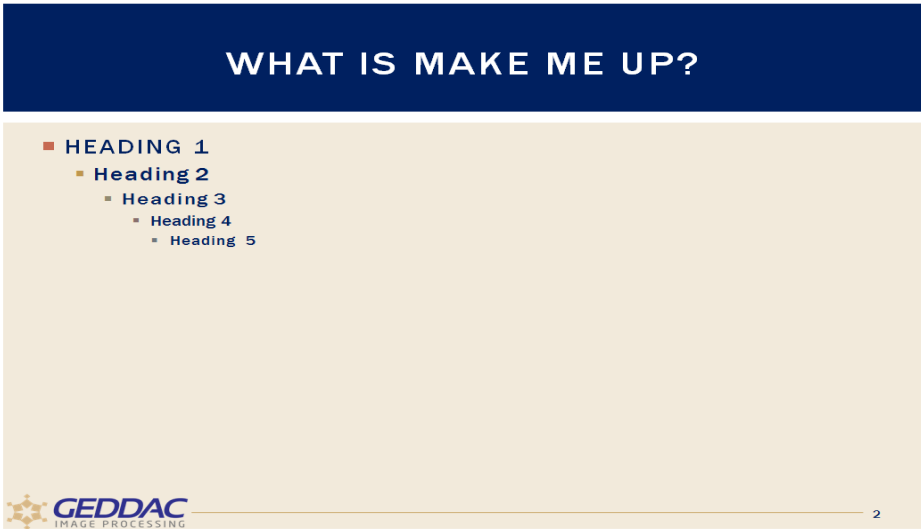 WHAT IS MAKE ME UP?
HEADING 1
Heading 2
Heading 3
Heading 4
Heading 5
GEDDAC
IMAGE PROCESSING
2